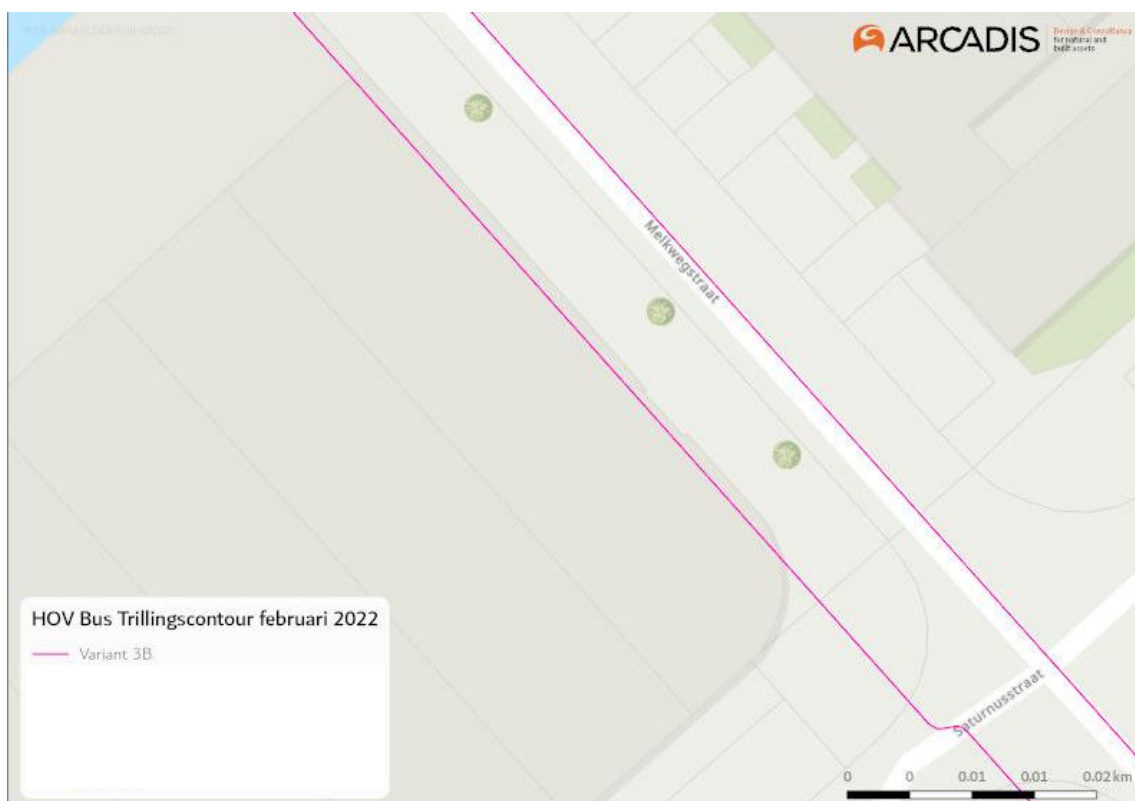 ARCADIS
Design & Consultancy
for natural and
built assets
Melkwegstraat
Saturnusstraat
HOV Bus Trillingscontour februari 2022
Variant 3B
0 0 0.01 0.01 0.02 km